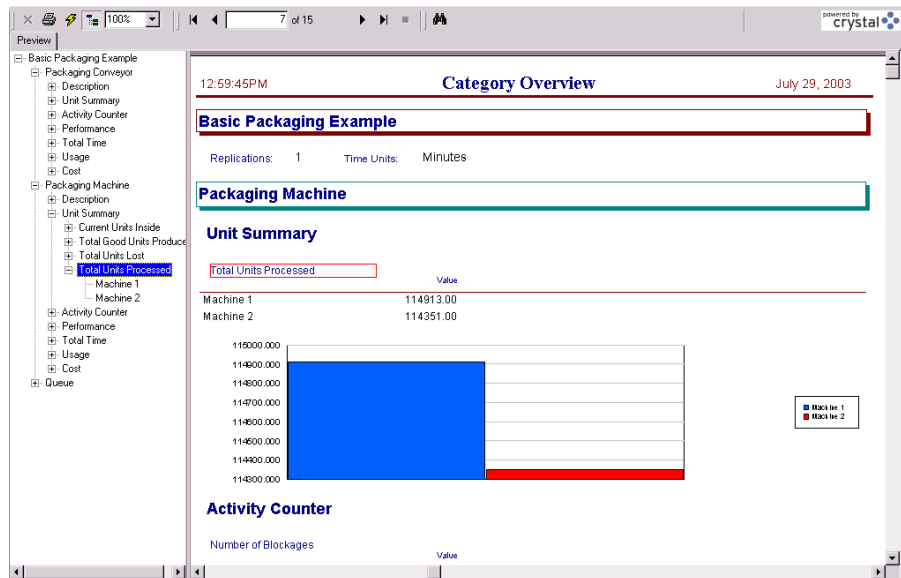 100%
7 of 15
powered by
crystal
Preview
Basic Packaging Example
Packaging Conveyor
Description
Unit Summary
Activity Counter
Performance
Total Time
Usage
Cost
Packaging Machine
Description
Unit Summary
Current Units Inside
Total Good Units Produce
Total Units Lost
Total Units Processed
Machine 1
Machine 2
Activity Counter
Performance
Total Time
Usage
Cost
Queue
12:59:45PM Category Overview July 29, 2003
Basic Packaging Example
Replications: 1 Time Units: Minutes
Packaging Machine
Unit Summary
Total Units Processed
Value
Machine 1 114913.00
Machine 2 114351.00
115000.000
114900.000
114800.000
114700.000
114600.000
114500.000
114400.000
114300.000
Machine 1
Machine 2
Activity Counter
Number of Blockages
Value